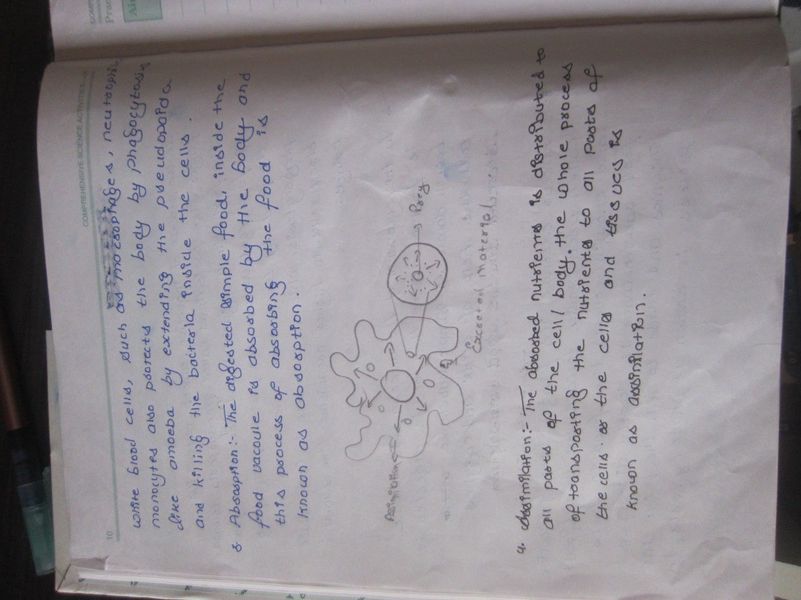 10
COMPREHENSIVE SCIENCE ACTIVITIES
white blood cells, such as macrophages, neutrophil
monocytes also protects the body by phagocytosis
like amoeba by extending the pseudopoida
and killing the bacteria inside the cells.
3 Absorption:- The digested simple food, inside the
food vacoule is absorbed by the body and
this process of absorbing the food is
known as absorption.
Prey
Excreted Material.
4. Assimilation:- The absorbed nutrients is distributed to
all parts of the cell/body. the whole process
of transporting the nutrients to all parts of
the cells or the cells and tissues is
known as assimilation.